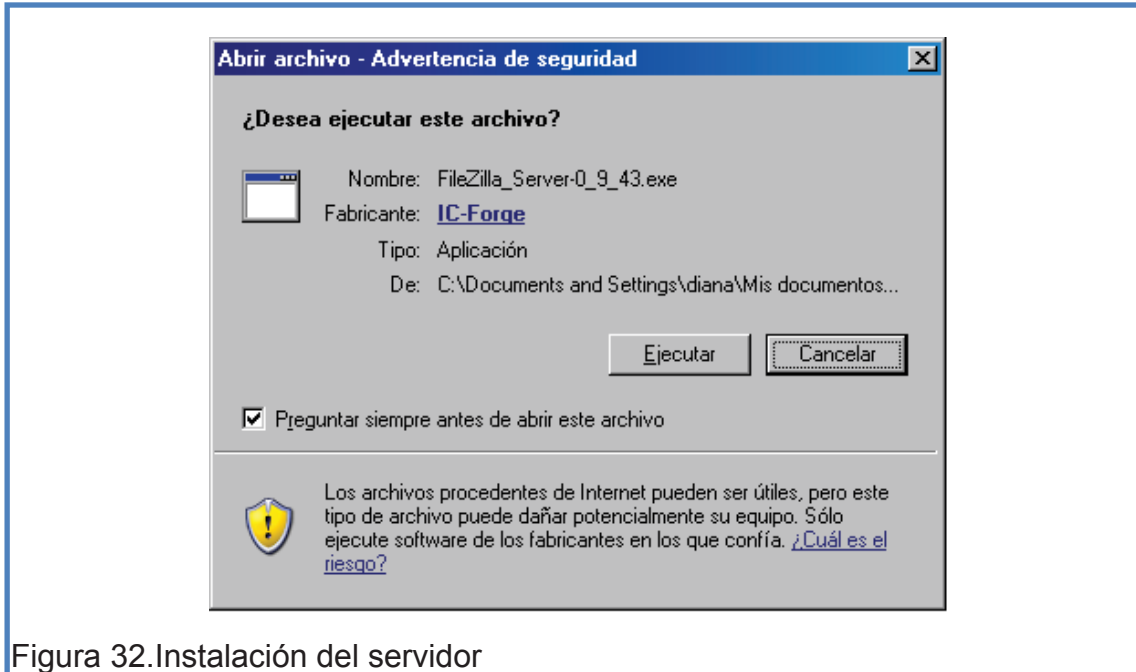 Abrir archivo - Advertencia de seguridad
¿Desea ejecutar este archivo?
Nombre: FileZilla_Server-0_9_43.exe
Fabricante: IC-Forge
Tipo: Aplicación
De: C:\Documents and Settings\diana\Mis documentos...
Ejecutar Cancelar
Preguntar siempre antes de abrir este archivo
Los archivos procedentes de Internet pueden ser útiles, pero este
tipo de archivo puede dañar potencialmente su equipo. Sólo
ejecute software de los fabricantes en los que confía. ¿Cuál es el
riesgo?
Figura 32.Instalación del servidor